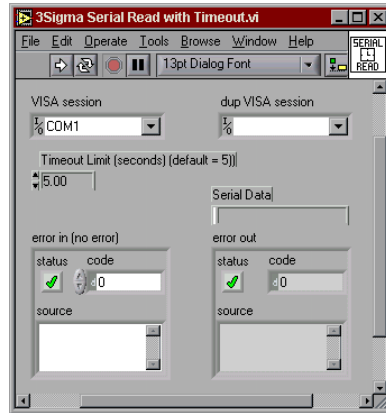 3Sigma Serial Read with Timeout.vi
File Edit Operate Tools Browse Window Help
13pt Dialog Font
SERIAL
READ
VISA session
dup VISA session
I/O COM1
I/O
Timeout Limit (seconds) (default = 5))
5.00
Serial Data
error in (no error)
error out
status code
status code
d0
d0
source
source